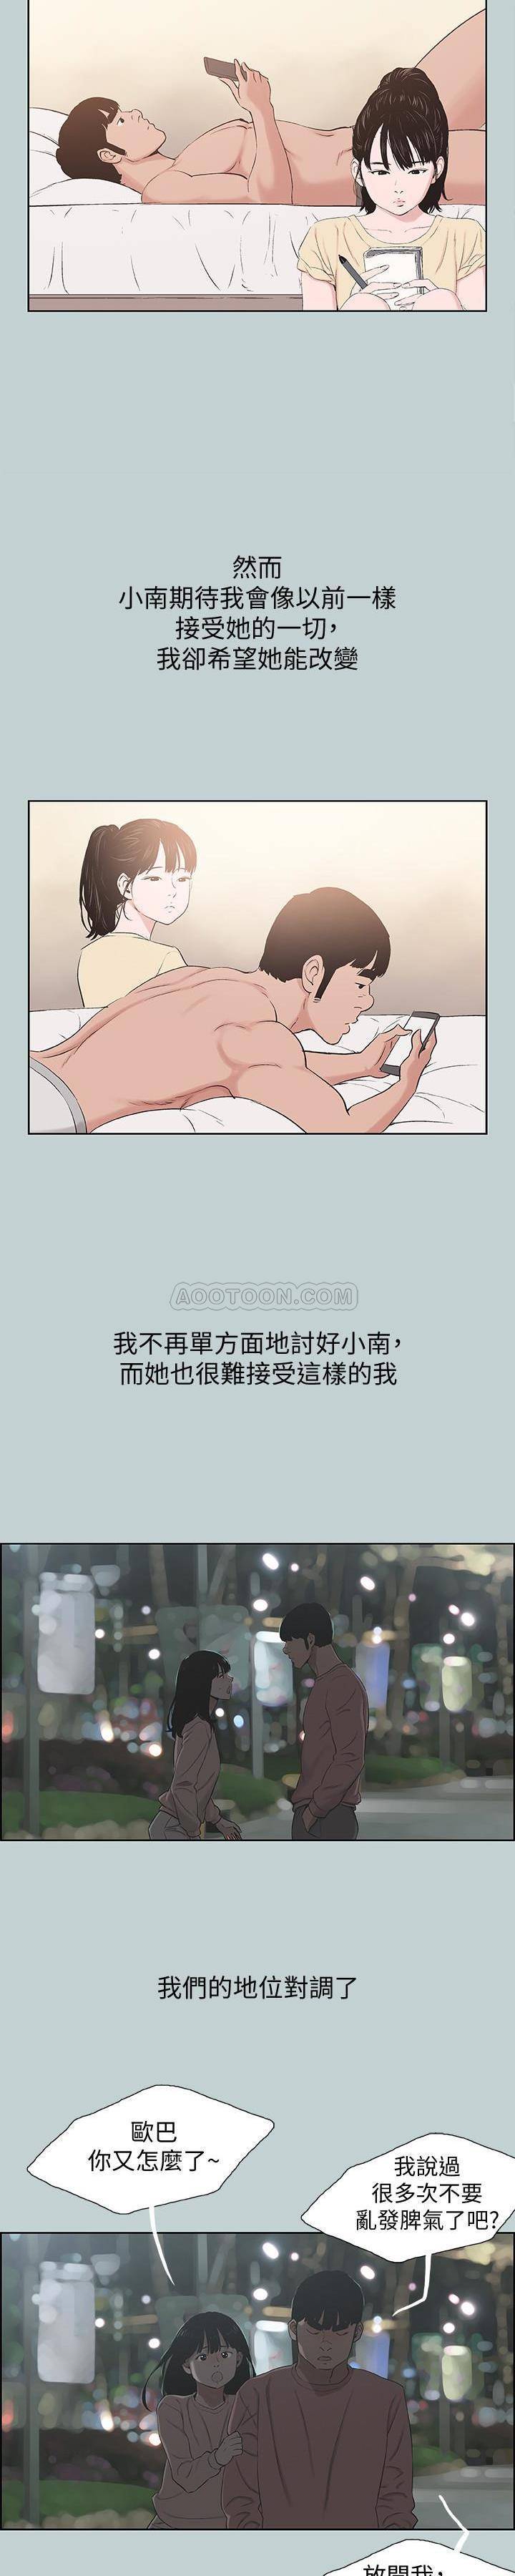 然而
小南期待我會像以前一樣
接受她的一切，
我卻希望她能改變
AOOTOON.COM
我不再單方面地討好小南，
而她也很難接受這樣的我
我們的地位對調了
歐巴
你又怎麼了~
我說過
很多次不要
亂發脾氣了吧?
放開我，